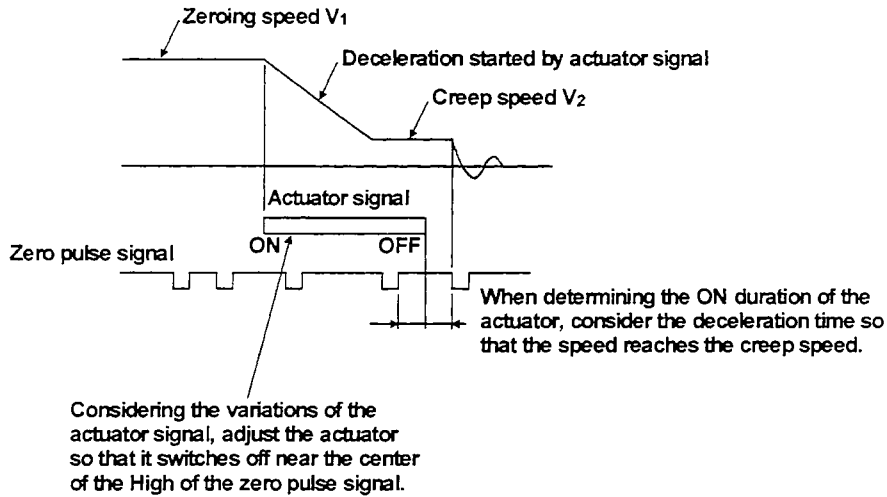 Zeroing speed V1
Deceleration started by actuator signal
Creep speed V2
Actuator signal
ON OFF
Zero pulse signal
When determining the ON duration of the
actuator, consider the deceleration time so
that the speed reaches the creep speed.
Considering the variations of the
actuator signal, adjust the actuator
so that it switches off near the center
of the High of the zero pulse signal.